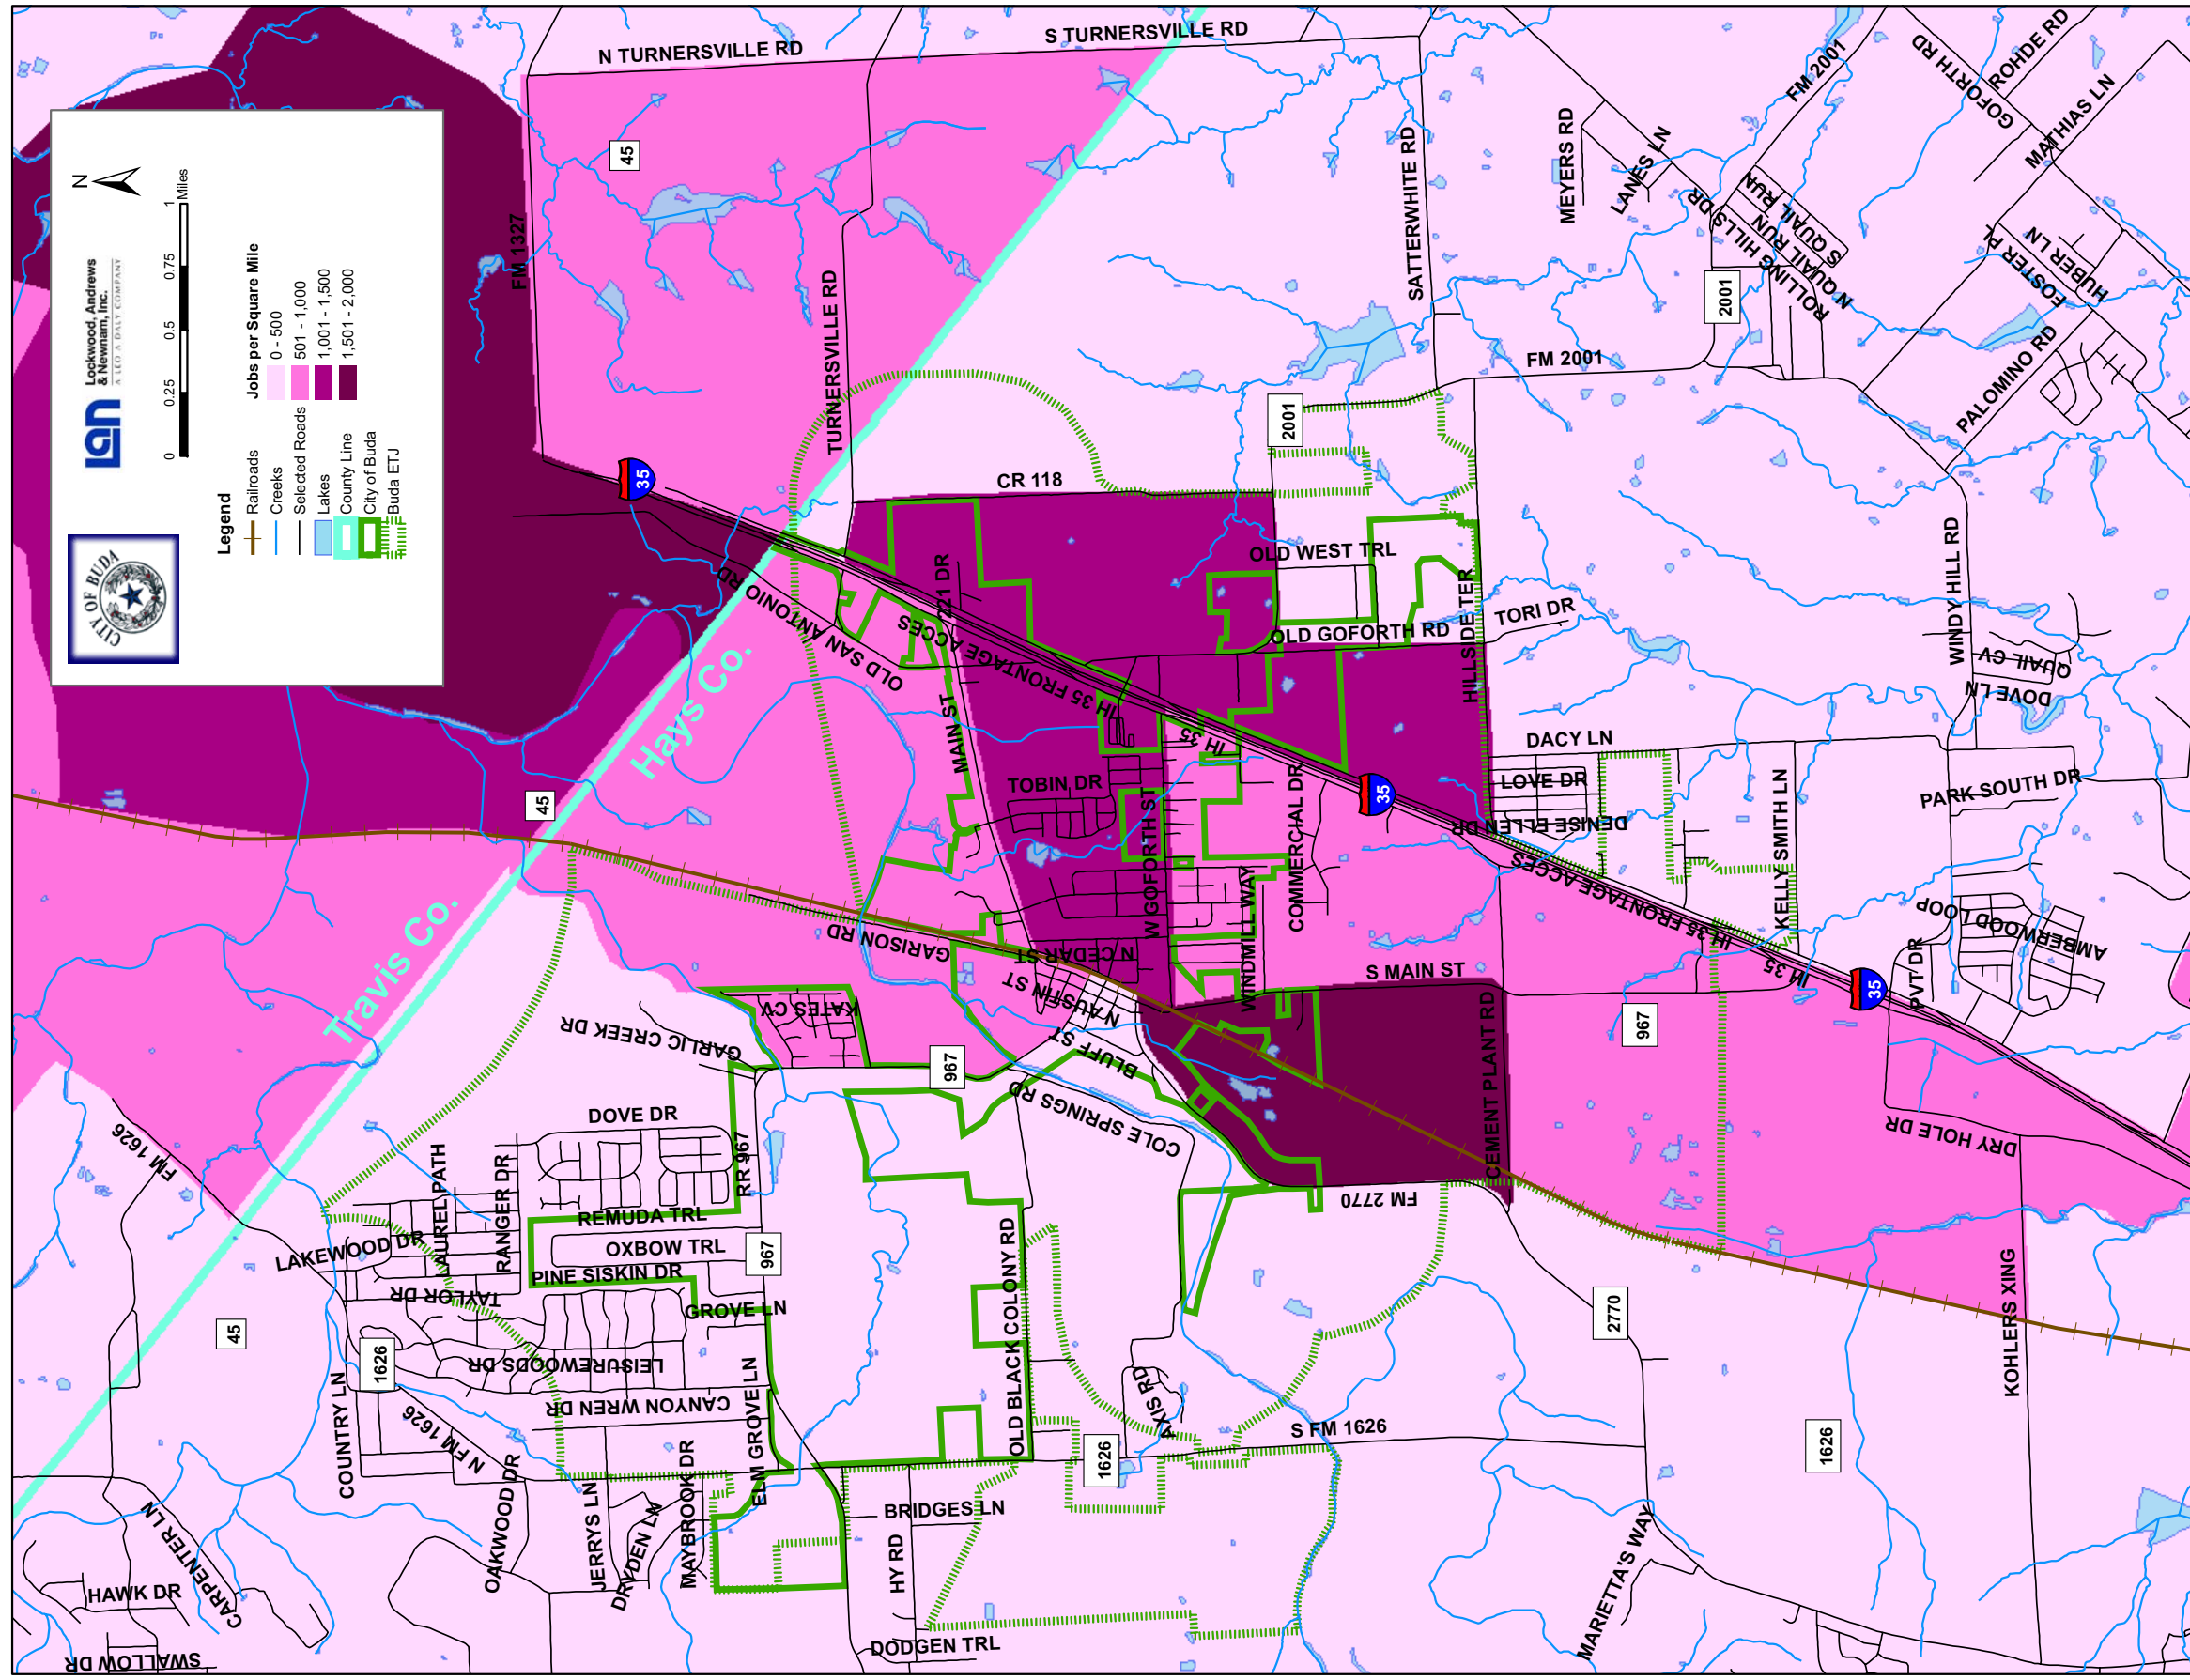 CITY OF BUDA
LAN
Lockwood, Andrews
& Newnam, Inc.
A LEO A DALY COMPANY
N
0 0.25 0.5 0.75 1
Miles
Legend
Railroads
Creeks
Selected Roads
Lakes
County Line
City of Buda
Buda ETJ
Jobs per Square Mile
0 - 500
501 - 1,000
1,001 - 1,500
1,501 - 2,000
N TURNERSVILLE RD
S TURNERSVILLE RD
FM 1327
45
TURNERSVILLE RD
SATTERWHITE RD
MEYERS RD
LANES LN
FM 2001
GOFORTH RD
ROHIDE RD
MATHIAS LN
ROLLING HILLS DR
N QUAIL RUN
S QUAIL RUN
2001
FOSTER PL
HUBER LN
PALOMINO RD
FM 2001
2001
35
CR 118
OLD WEST TRL
OLD GOFORTH RD
HILLSIDE TER
TORI DR
WINDY HILL RD
QUAIL CV
DOVE LN
OLD SAN ANTONIO RD
221 DR
IH 35 FRONTAGE ACCES
MAIN ST
IH 35
TOBIN DR
W GOFORTH ST
COMMERCIAL DR
35
DACY LN
LOVE DR
DENISE ELLEN DR
KELLY SMITH LN
PARK SOUTH DR
IH 35 FRONTAGE ACCES
IH 35
AMBERWOOD LOOP
PVT DR
35
Hays Co.
Travis Co.
45
GARISON RD
N CEDAR ST
N AUSTIN ST
BLUFF ST
WINDMILL WAY
S MAIN ST
CEMENT PLANT RD
967
DRY HOLE DR
KATES CV
GARLIC CREEK DR
967
COLE SPRINGS RD
FM 2770
FM 1626
DOVE DR
RR 967
LAUREL PATH
RANGER DR
REMUDA TRL
OXBOW TRL
967
PINE SISKIN DR
GROVE LN
LAKEWOOD DR
TAYLOR DR
LEISUREWOODS DR
CANYON WREN DR
45
1626
COUNTRY LN
N FM 1626
ELM GROVE LN
OLD BLACK COLONY RD
AXIS RD
S FM 1626
1626
2770
KOHLERS XING
1626
MARIETTA'S WAY
CARPENTER LN
HAWK DR
SWALLOW DR
OAKWOOD DR
JERRYS LN
DRYDEN LN
MAYBROOK DR
BRIDGES LN
HY RD
DODGEN TRL